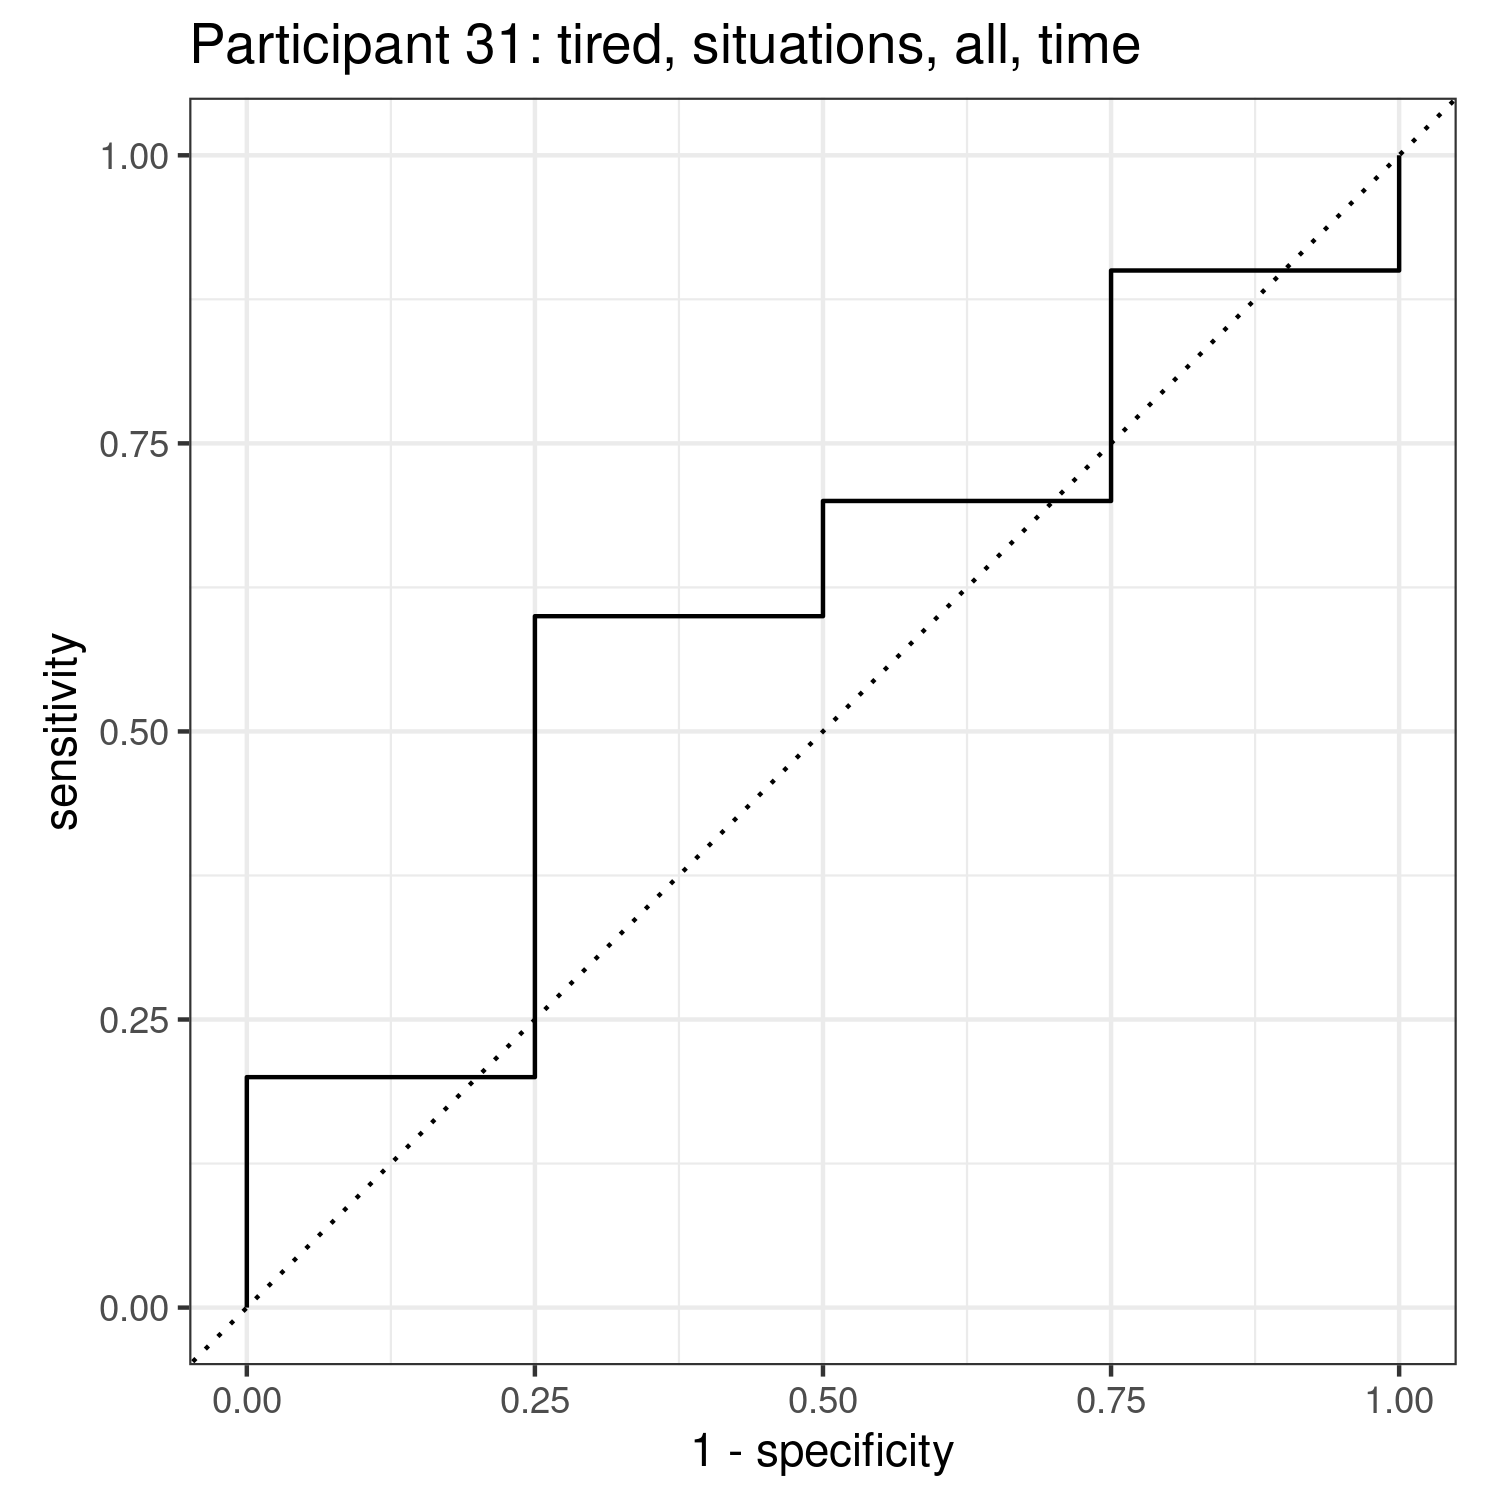 Participant 31: tired, situations, all, time
1.00
0.75
0.50
0.25
0.00
sensitivity
0.00 0.25 0.50 0.75 1.00
1 - specificity